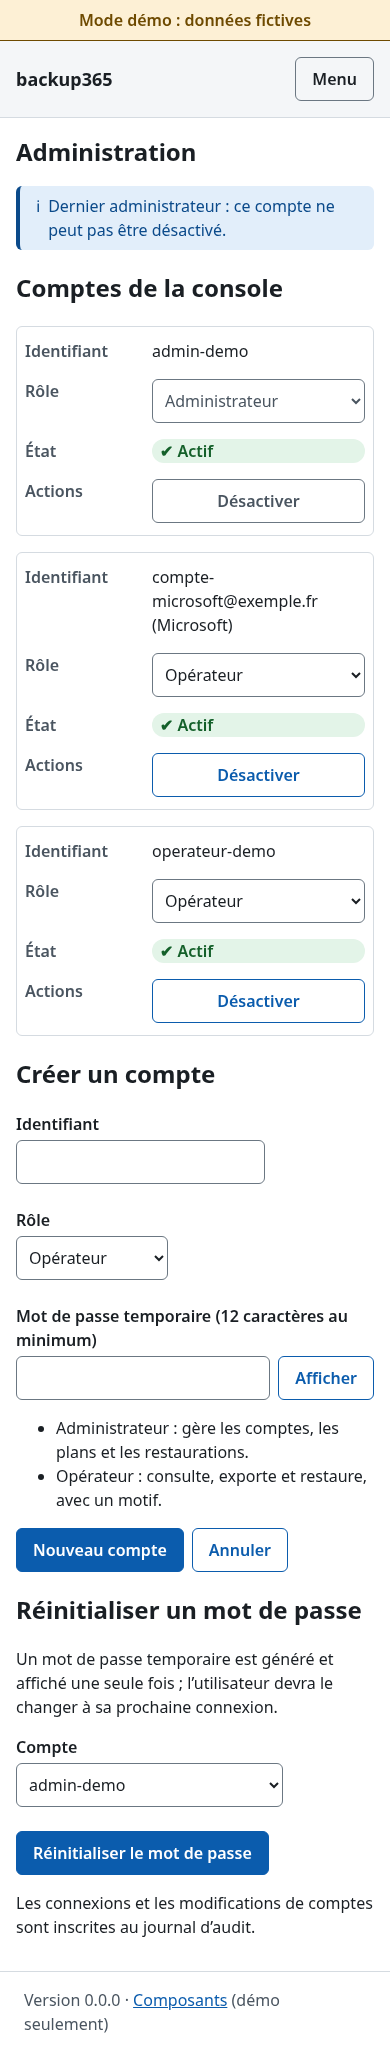 Mode démo : données fictives
backup365
Menu
Administration
i Dernier administrateur : ce compte ne
peut pas être désactivé.
Comptes de la console
Identifiant admin-demo
Rôle Administrateur
État ✔ Actif
Actions Désactiver
Identifiant compte-
microsoft@exemple.fr
(Microsoft)
Rôle Opérateur
État ✔ Actif
Actions Désactiver
Identifiant operateur-demo
Rôle Opérateur
État ✔ Actif
Actions Désactiver
Créer un compte
Identifiant
Rôle
Opérateur
Mot de passe temporaire (12 caractères au
minimum)
Afficher
• Administrateur : gère les comptes, les
plans et les restaurations.
• Opérateur : consulte, exporte et restaure,
avec un motif.
Nouveau compte Annuler
Réinitialiser un mot de passe
Un mot de passe temporaire est généré et
affiché une seule fois ; l’utilisateur devra le
changer à sa prochaine connexion.
Compte
admin-demo
Réinitialiser le mot de passe
Les connexions et les modifications de comptes
sont inscrites au journal d’audit.
Version 0.0.0 · Composants (démo
seulement)